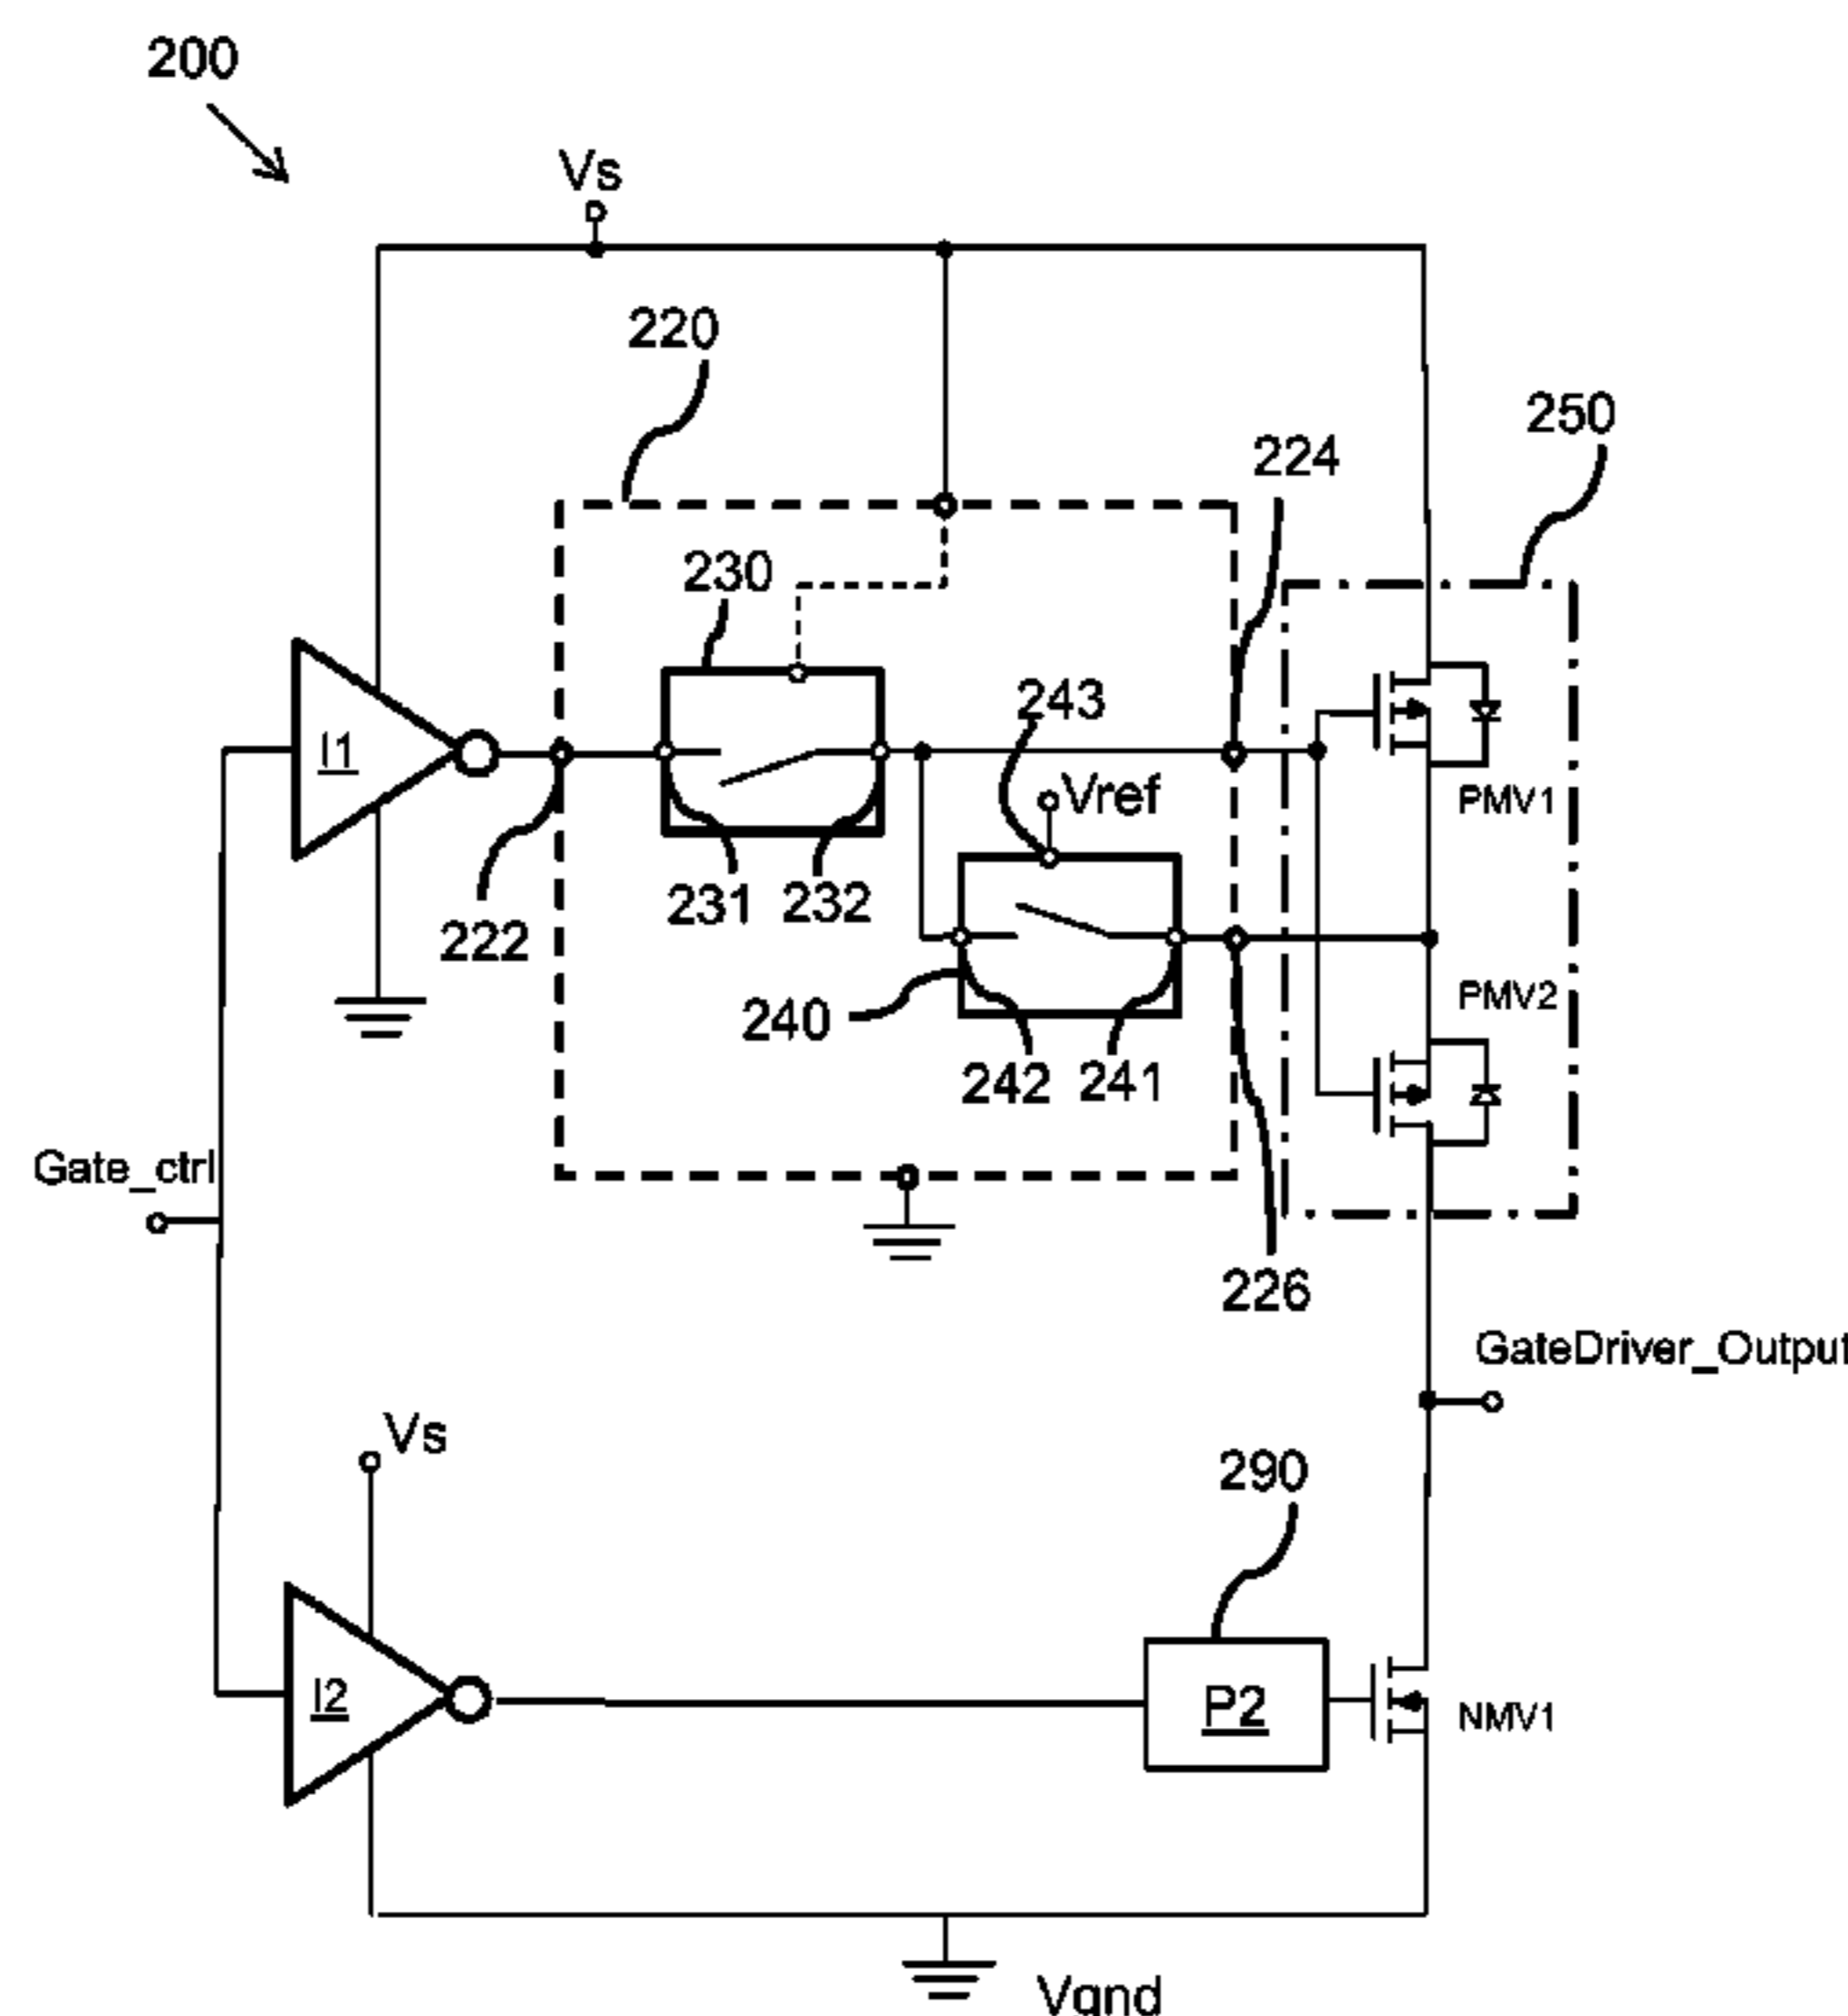 200
Vs
220
250
224
230
243
I1
Vref
PMV1
231
232
222
240
PMV2
242
241
Gate_ctrl
226
GateDriver_Output
Vs
290
I2
P2
NMV1
Vgnd